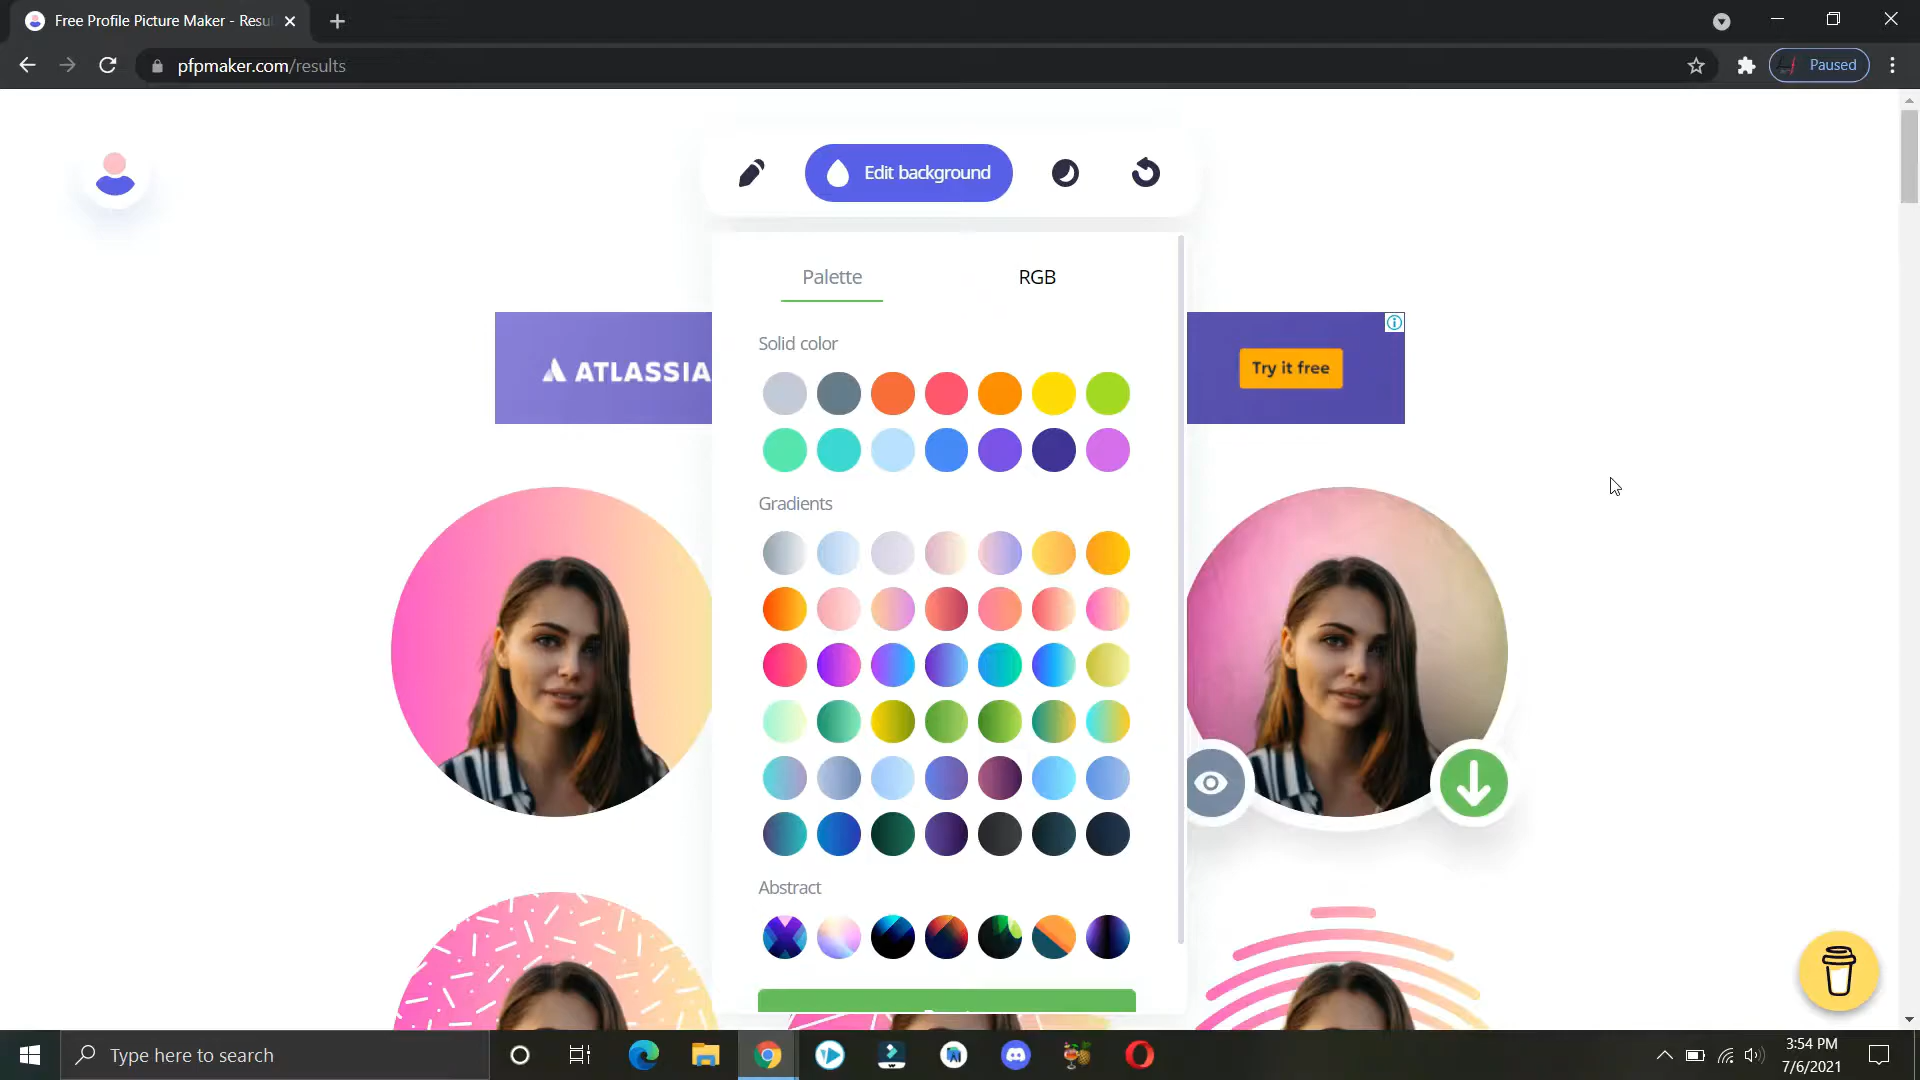 Free Profile Picture Maker - Resu
pfpmaker.com/results
Paused
Edit background
Palette
RGB
Solid color
ATLASSIA
Try it free
Gradients
Abstract
Type here to search
3:54 PM
7/6/2021